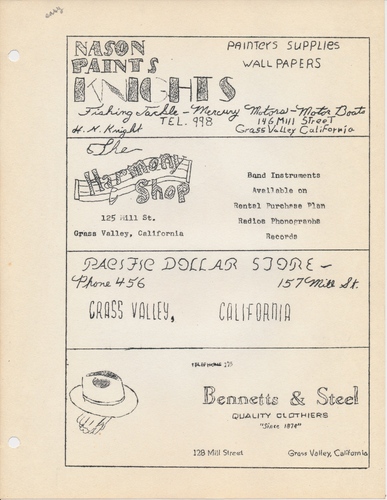 NASON PAINTS
PAINTERS SUPPLIES
WALL PAPERS
KNIGHTS
Fishing Tackle - Mercury Motors - Motor Boats
H. N. Knight
TEL. 998
146 Mill Street
Grass Valley California
The
Harmony
Shop
125 Mill St.
Grass Valley, California
Band Instruments
Available on
Rental Purchase Plan
Radios Phonographs
Records
PACIFIC DOLLAR STORE -
Phone 456
157 Mill St.
GRASS VALLEY, CALIFORNIA
Bennetts & Steel
QUALITY CLOTHIERS
"Since 1878"
128 Mill Street
Grass Valley, California